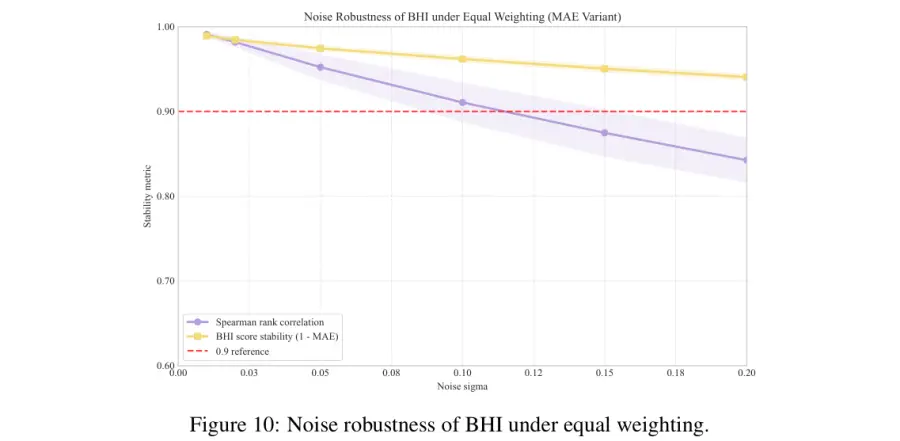 Noise Robustness of BHI under Equal Weighting (MAE Variant)
1.00
0.90
0.80
0.70
0.60
Stability metric
Spearman rank correlation
BHI score stability (1 - MAE)
0.9 reference
0.00 0.03 0.05 0.08 0.10 0.12 0.15 0.18 0.20
Noise sigma
Figure 10: Noise robustness of BHI under equal weighting.